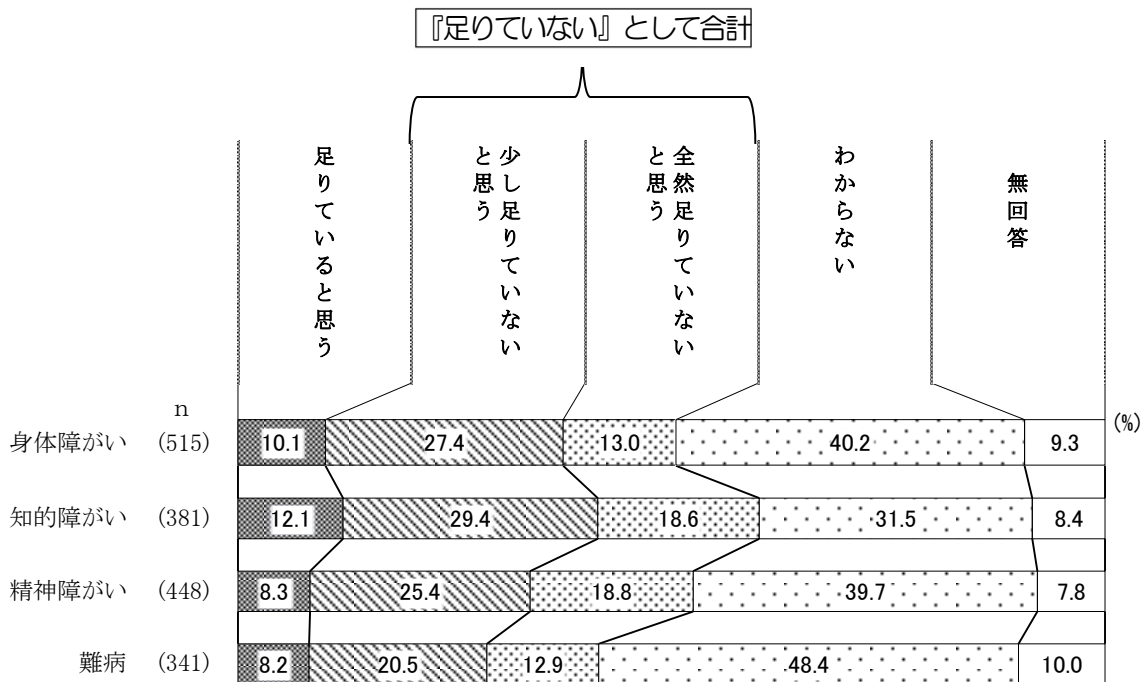 『足りていない』として合計
足りていると思う
少し足りていない
と思う
全然足りていない
と思う
わからない
無回答
n
(%)
身体障がい (515) 10.1 27.4 13.0 40.2 9.3
知的障がい (381) 12.1 29.4 18.6 31.5 8.4
精神障がい (448) 8.3 25.4 18.8 39.7 7.8
難病 (341) 8.2 20.5 12.9 48.4 10.0